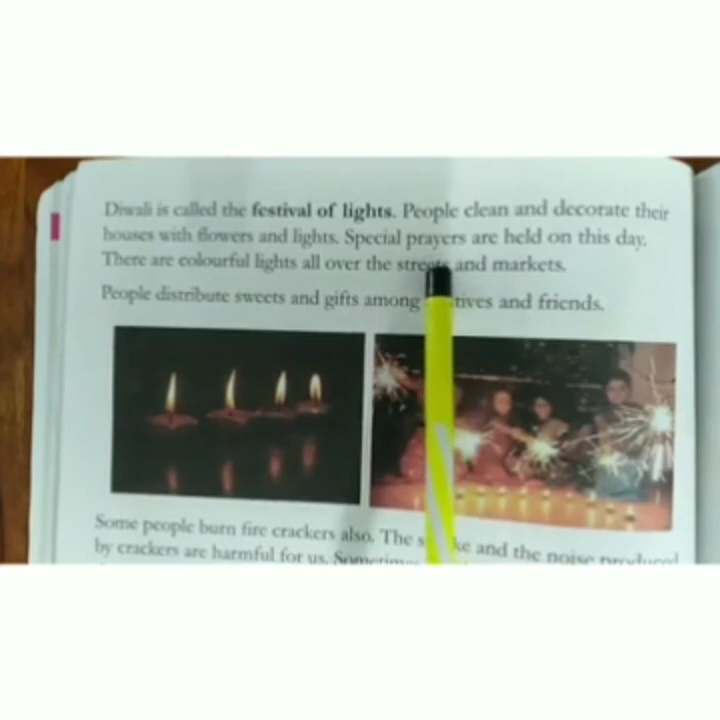 Diwali is called the festival of lights. People clean and decorate their
houses with flowers and lights. Special prayers are held on this day.
There are colourful lights all over the streets and markets.
People distribute sweets and gifts among and friends.
Some people burn fire crackers also. The and the noise produced
by crackers are harmful for us. Sometimes